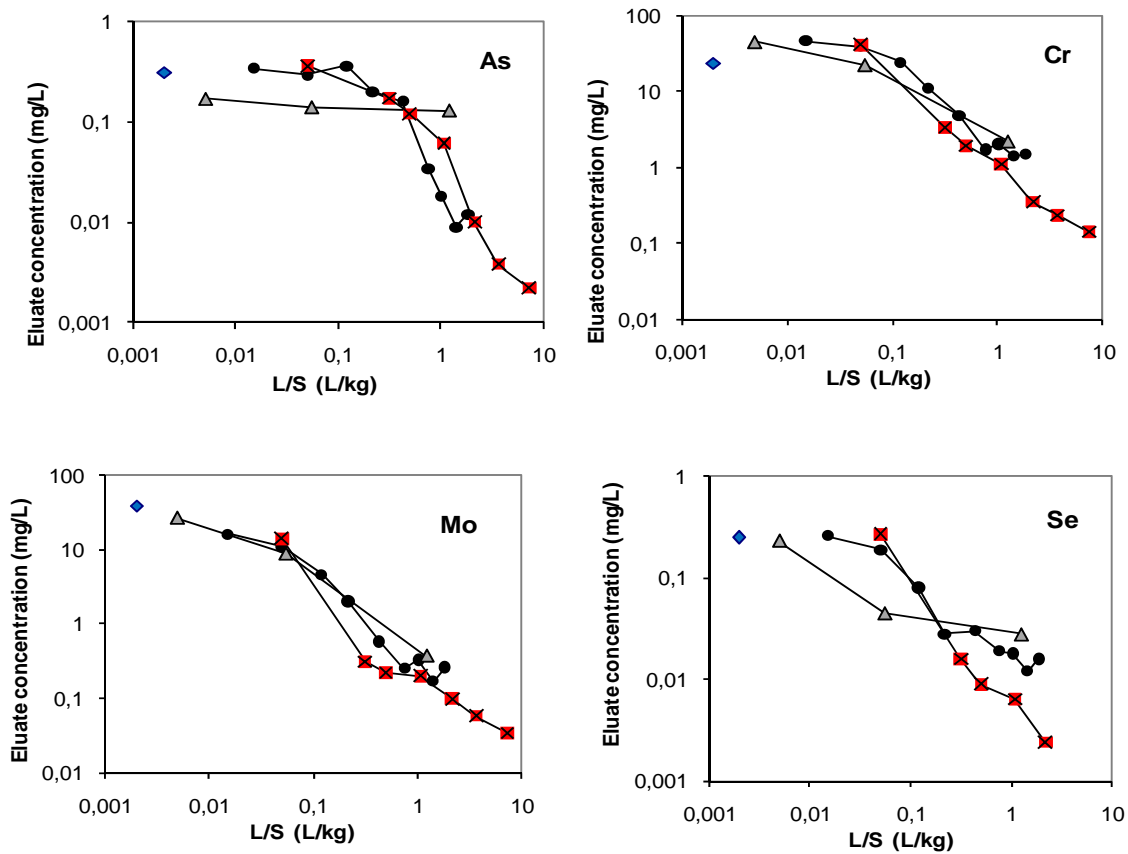 As
Eluate concentration (mg/L)
1
0,1
0,01
0,001
0,001 0,01 0,1 1 10
L/S (L/kg)
Cr
Eluate concentration (mg/L)
100
10
1
0,1
0,01
0,001 0,01 0,1 1 10
L/S (L/kg)
Mo
Eluate concentration (mg/L)
100
10
1
0,1
0,01
0,001 0,01 0,1 1 10
L/S (L/kg)
Se
Eluate concentration (mg/L)
1
0,1
0,01
0,001
0,001 0,01 0,1 1 10
L/S (L/kg)